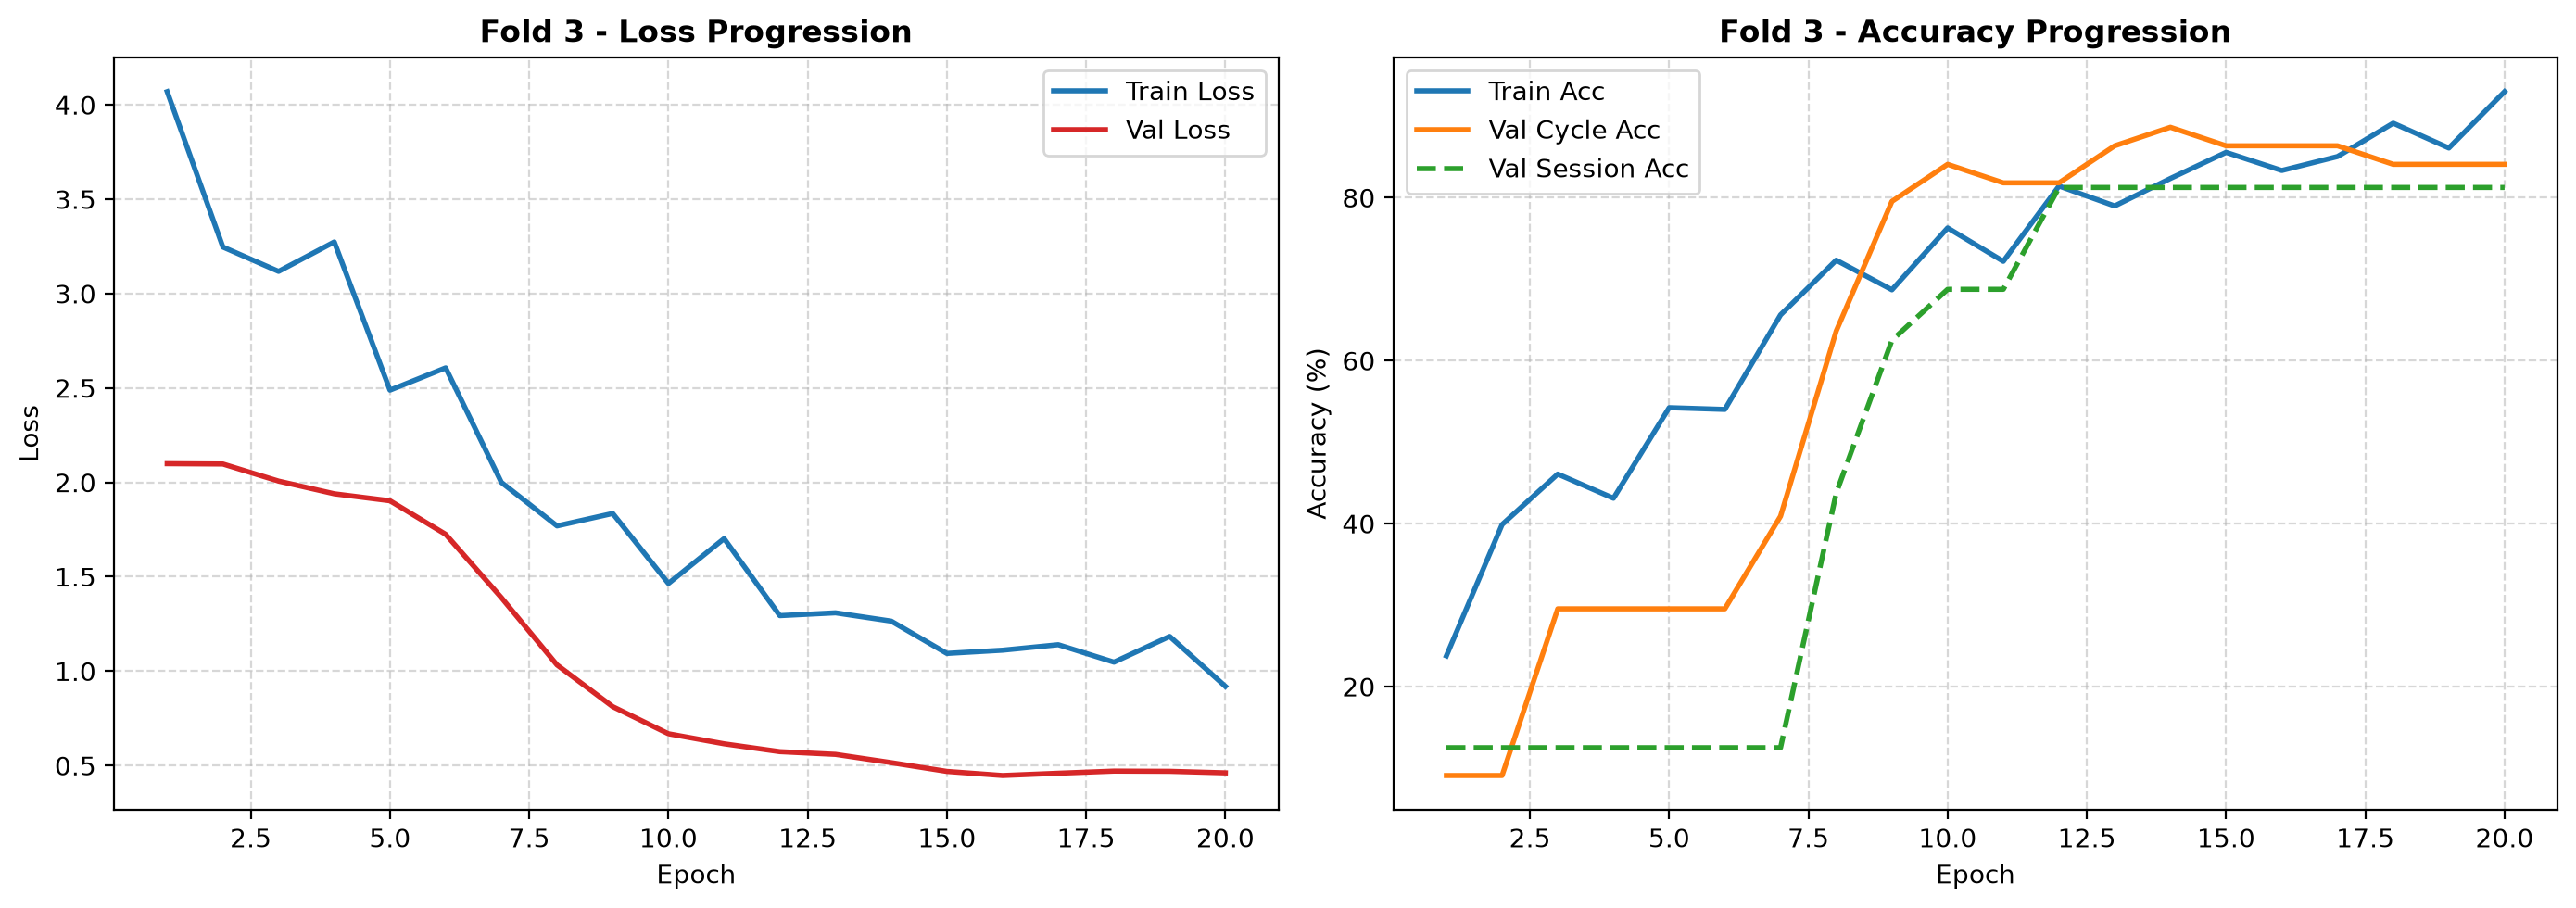 Fold 3 - Loss Progression
Train Loss
Val Loss
4.0
3.5
3.0
2.5
2.0
1.5
1.0
0.5
Loss
2.5 5.0 7.5 10.0 12.5 15.0 17.5 20.0
Epoch
Fold 3 - Accuracy Progression
Train Acc
Val Cycle Acc
Val Session Acc
80
60
40
20
Accuracy (%)
2.5 5.0 7.5 10.0 12.5 15.0 17.5 20.0
Epoch